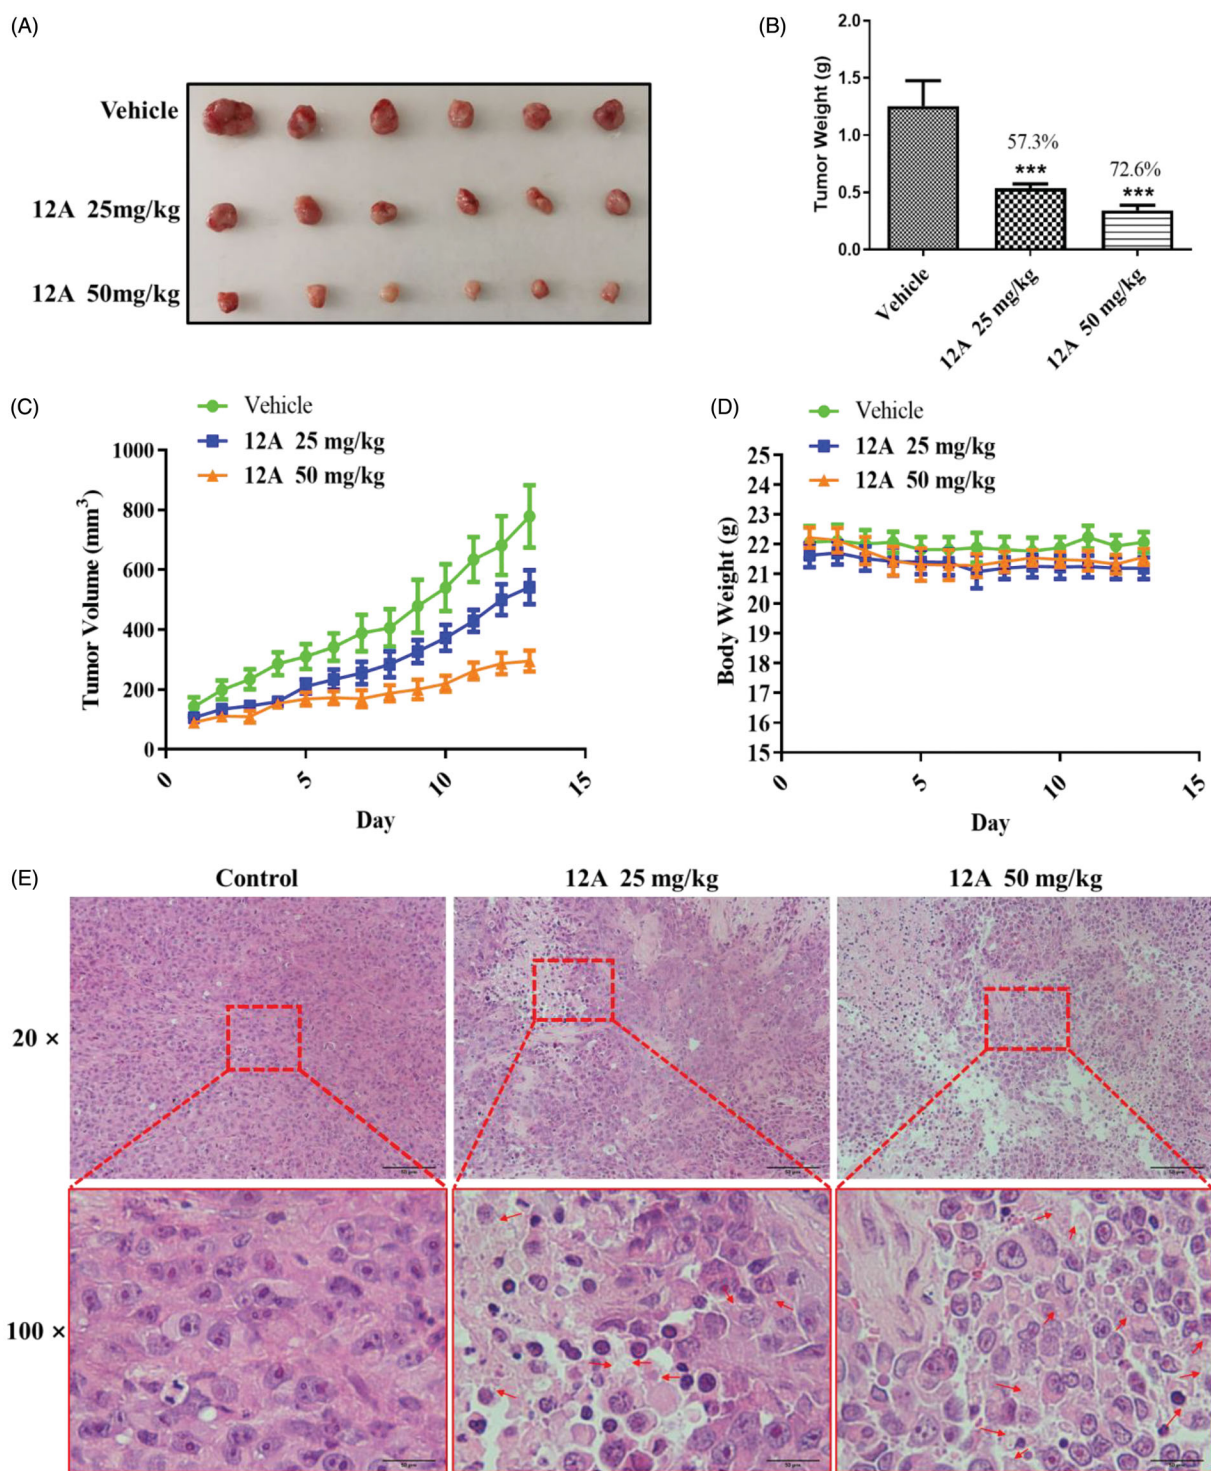 (A)
Vehicle
12A 25mg/kg
12A 50mg/kg
(B)
Tumor Weight (g)
2.0
1.5
1.0
0.5
0.0
57.3%
***
72.6%
***
Vehicle
12A 25 mg/kg
12A 50 mg/kg
(C)
Vehicle
12A 25 mg/kg
12A 50 mg/kg
Tumor Volume (mm³)
1000
800
600
400
200
0
0
5
10
15
Day
(D)
Vehicle
12A 25 mg/kg
12A 50 mg/kg
Body Weight (g)
25
24
23
22
21
20
19
18
17
16
15
0
5
10
15
Day
(E)
Control
12A 25 mg/kg
12A 50 mg/kg
20 ×
100 ×